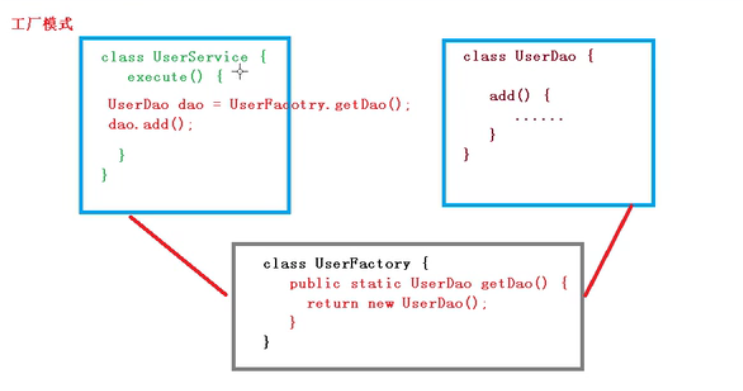 工厂模式
class UserService {
execute() {
UserDao dao = UserFacotry.getDao();
dao.add();
}
}
class UserDao {
add() {
......
}
}
class UserFactory {
public static UserDao getDao() {
return new UserDao();
}
}